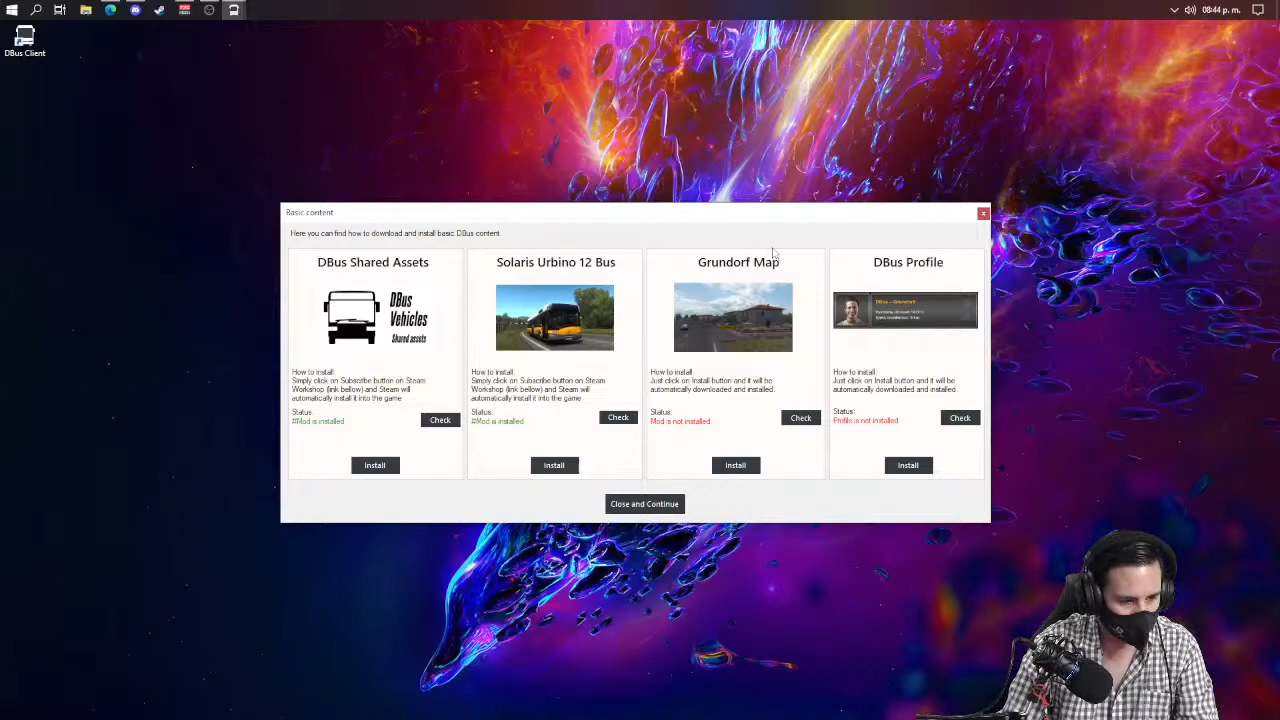 08:44 p. m.
DBus Client
Basic content
Here you can find how to download and install basic DBus content.
DBus Shared Assets
DBus
Vehicles
Shared assets
How to install:
Simply click on Subscribe button on Steam
Workshop (link bellow) and Steam will
automatically install it into the game
Status:
#Mod is installed
Check
Install
Solaris Urbino 12 Bus
How to install:
Simply click on Subscribe button on Steam
Workshop (link bellow) and Steam will
automatically install it into the game
Status:
#Mod is installed
Check
Install
Grundorf Map
How to install:
Just click on Install button and it will be
automatically downloaded and installed.
Status:
Mod is not installed
Check
Install
DBus Profile
DBus - Grundorf
How to install:
Just click on Install button and it will be
automatically downloaded and installed.
Status:
Profile is not installed
Check
Install
Close and Continue